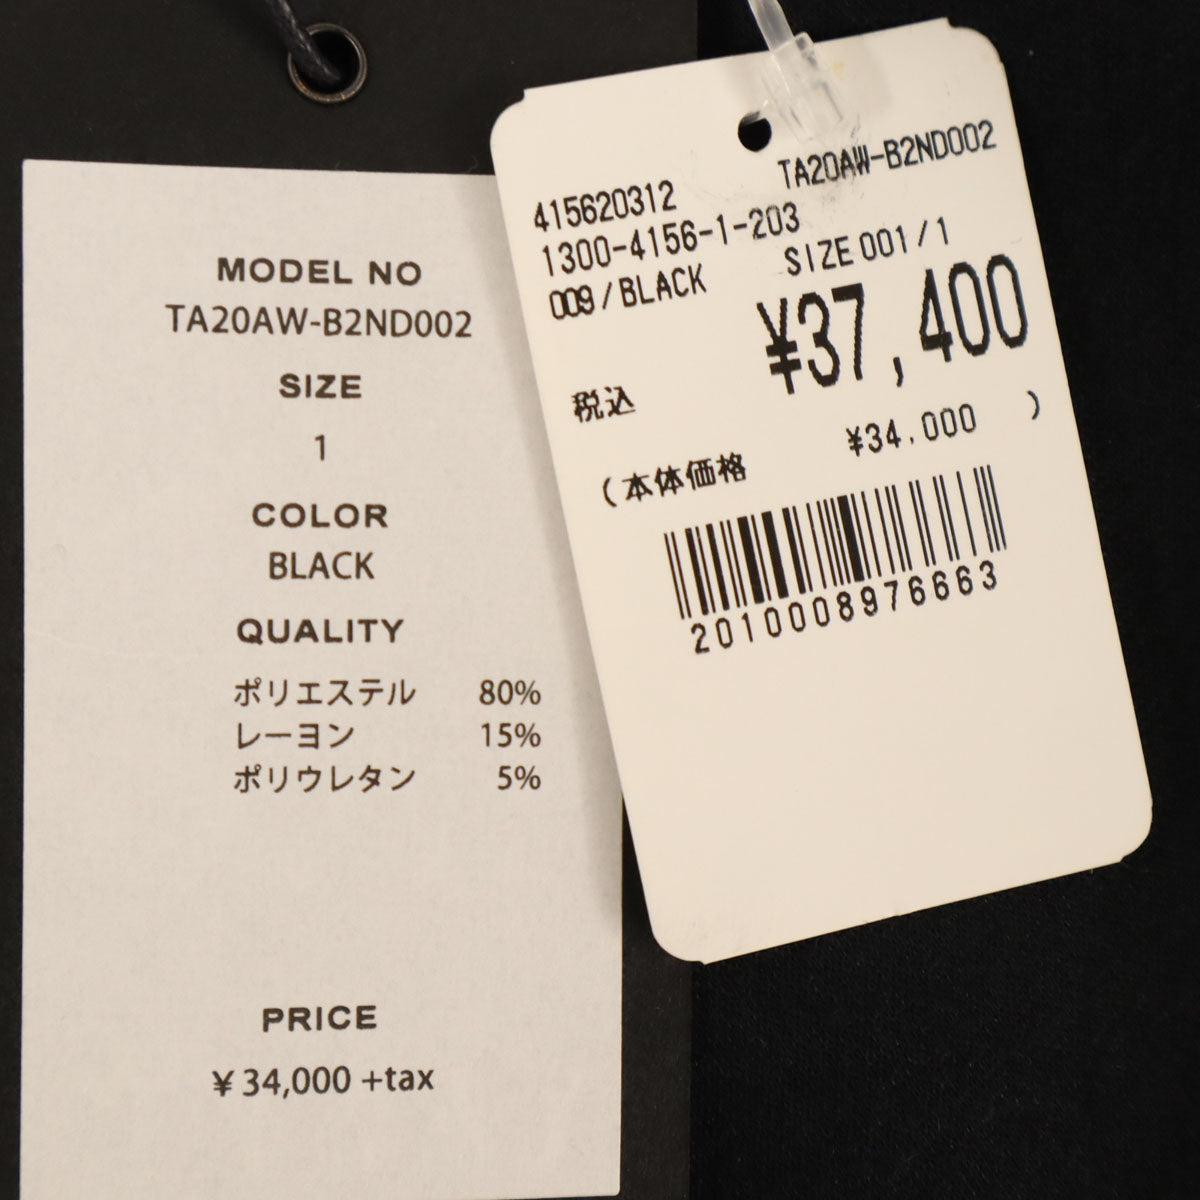 MODEL NO
TA20AW-B2ND002
SIZE
1
COLOR
BLACK
QUALITY
ポリエステル 80%
レーヨン 15%
ポリウレタン 5%
PRICE
¥34,000 +tax
TA20AW-B2ND002
415620312
1300-4156-1-203
009/BLACK SIZE 001/1
¥37,400
税込
(本体価格 ¥34.000 )
2010008976663